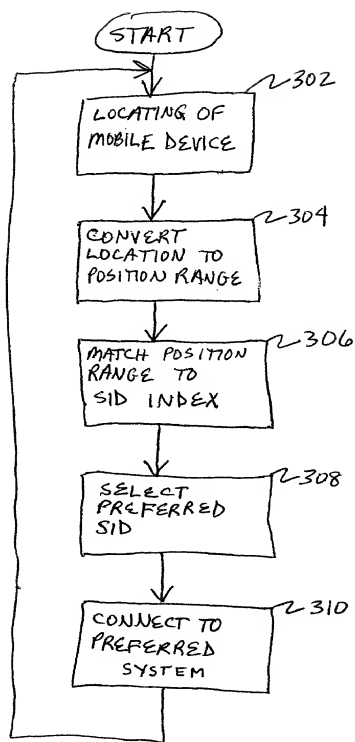 START
302
LOCATING OF
MOBILE DEVICE
304
CONVERT
LOCATION TO
POSITION RANGE
306
MATCH POSITION
RANGE TO
SID INDEX
308
SELECT
PREFERRED
SID
310
CONNECT TO
PREFERRED
SYSTEM